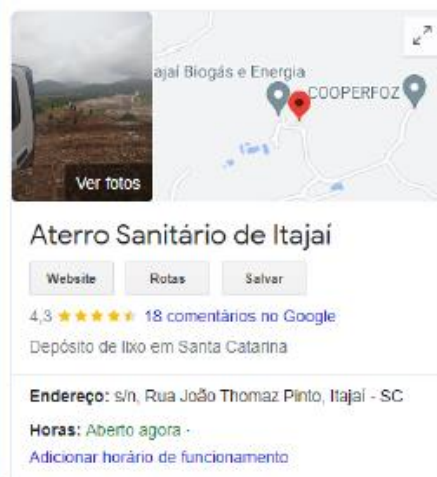 ajaí Biogás e Energia
COOPERFOZ
Ver fotos
Aterro Sanitário de Itajaí
Website Rotas Salvar
4,3 18 comentários no Google
Depósito de lixo em Santa Catarina
Endereço: s/n, Rua João Thomaz Pinto, Itajaí - SC
Horas: Aberto agora ·
Adicionar horário de funcionamento